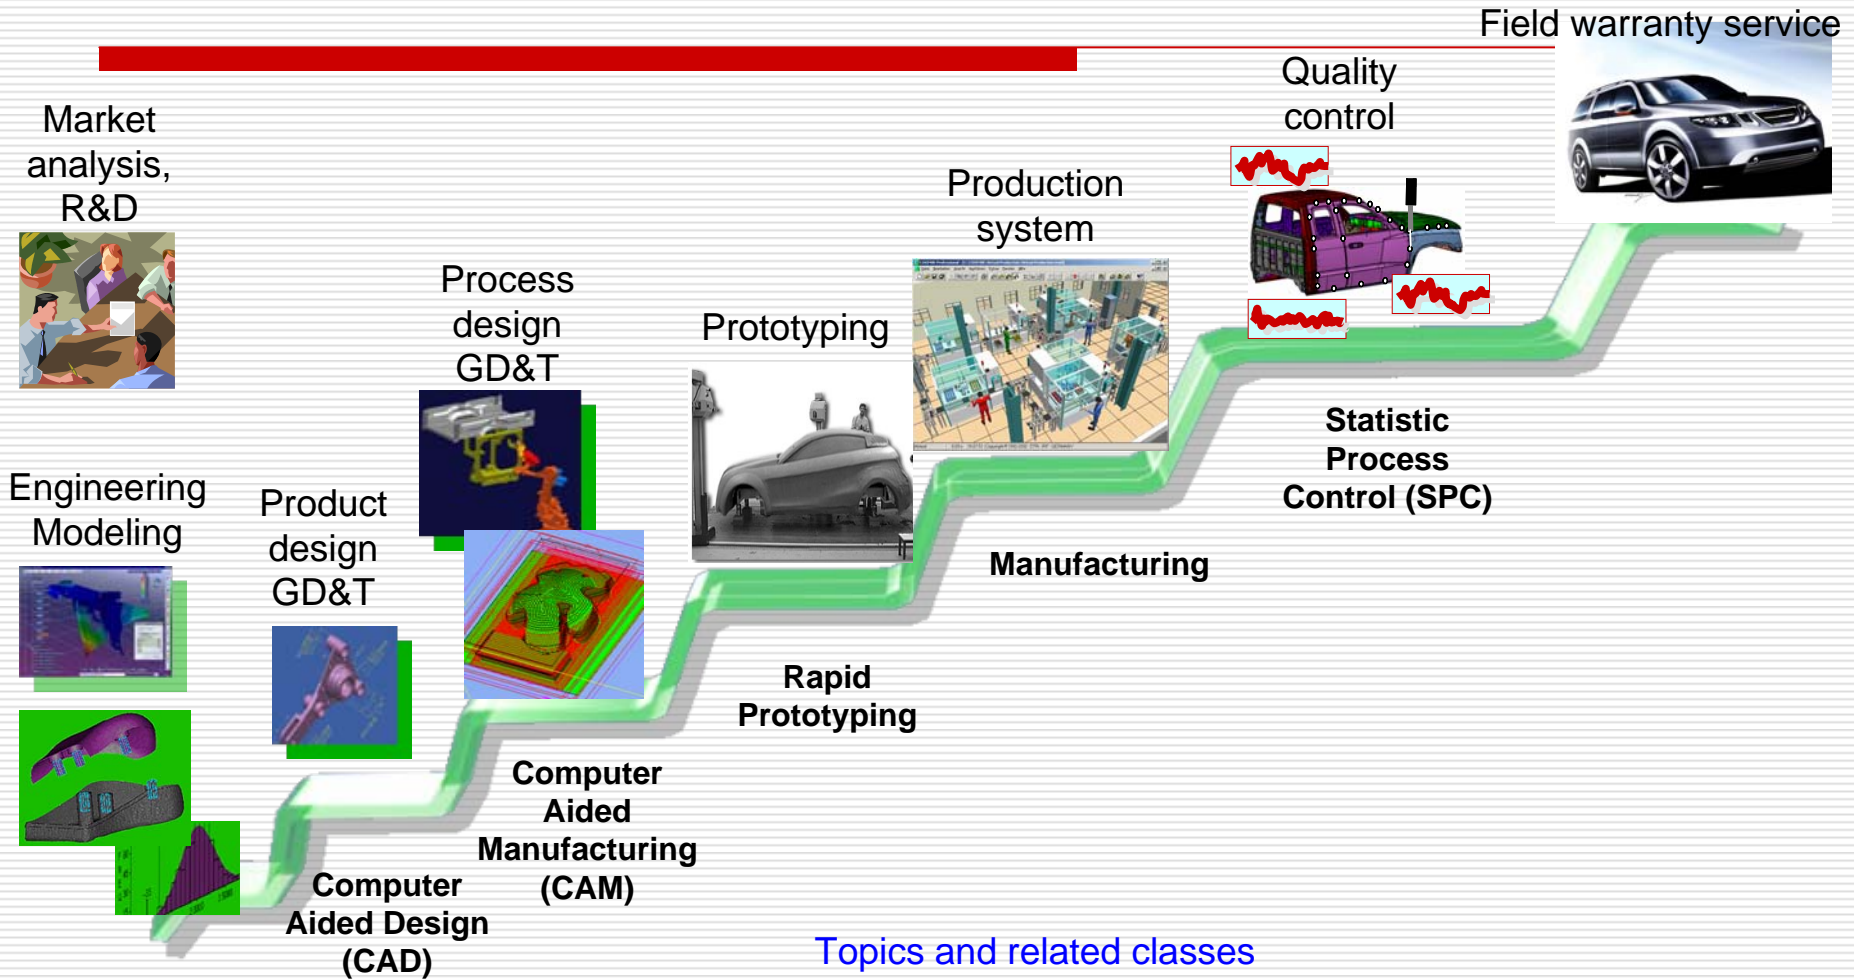 Field warranty service
Quality
control
Market
analysis,
R&D
Production
system
Process
design
GD&T
Prototyping
Engineering
Modeling
Product
design
GD&T
Statistic
Process
Control (SPC)
Manufacturing
Rapid
Prototyping
Computer
Aided
Manufacturing
(CAM)
Computer
Aided Design
(CAD)
Topics and related classes